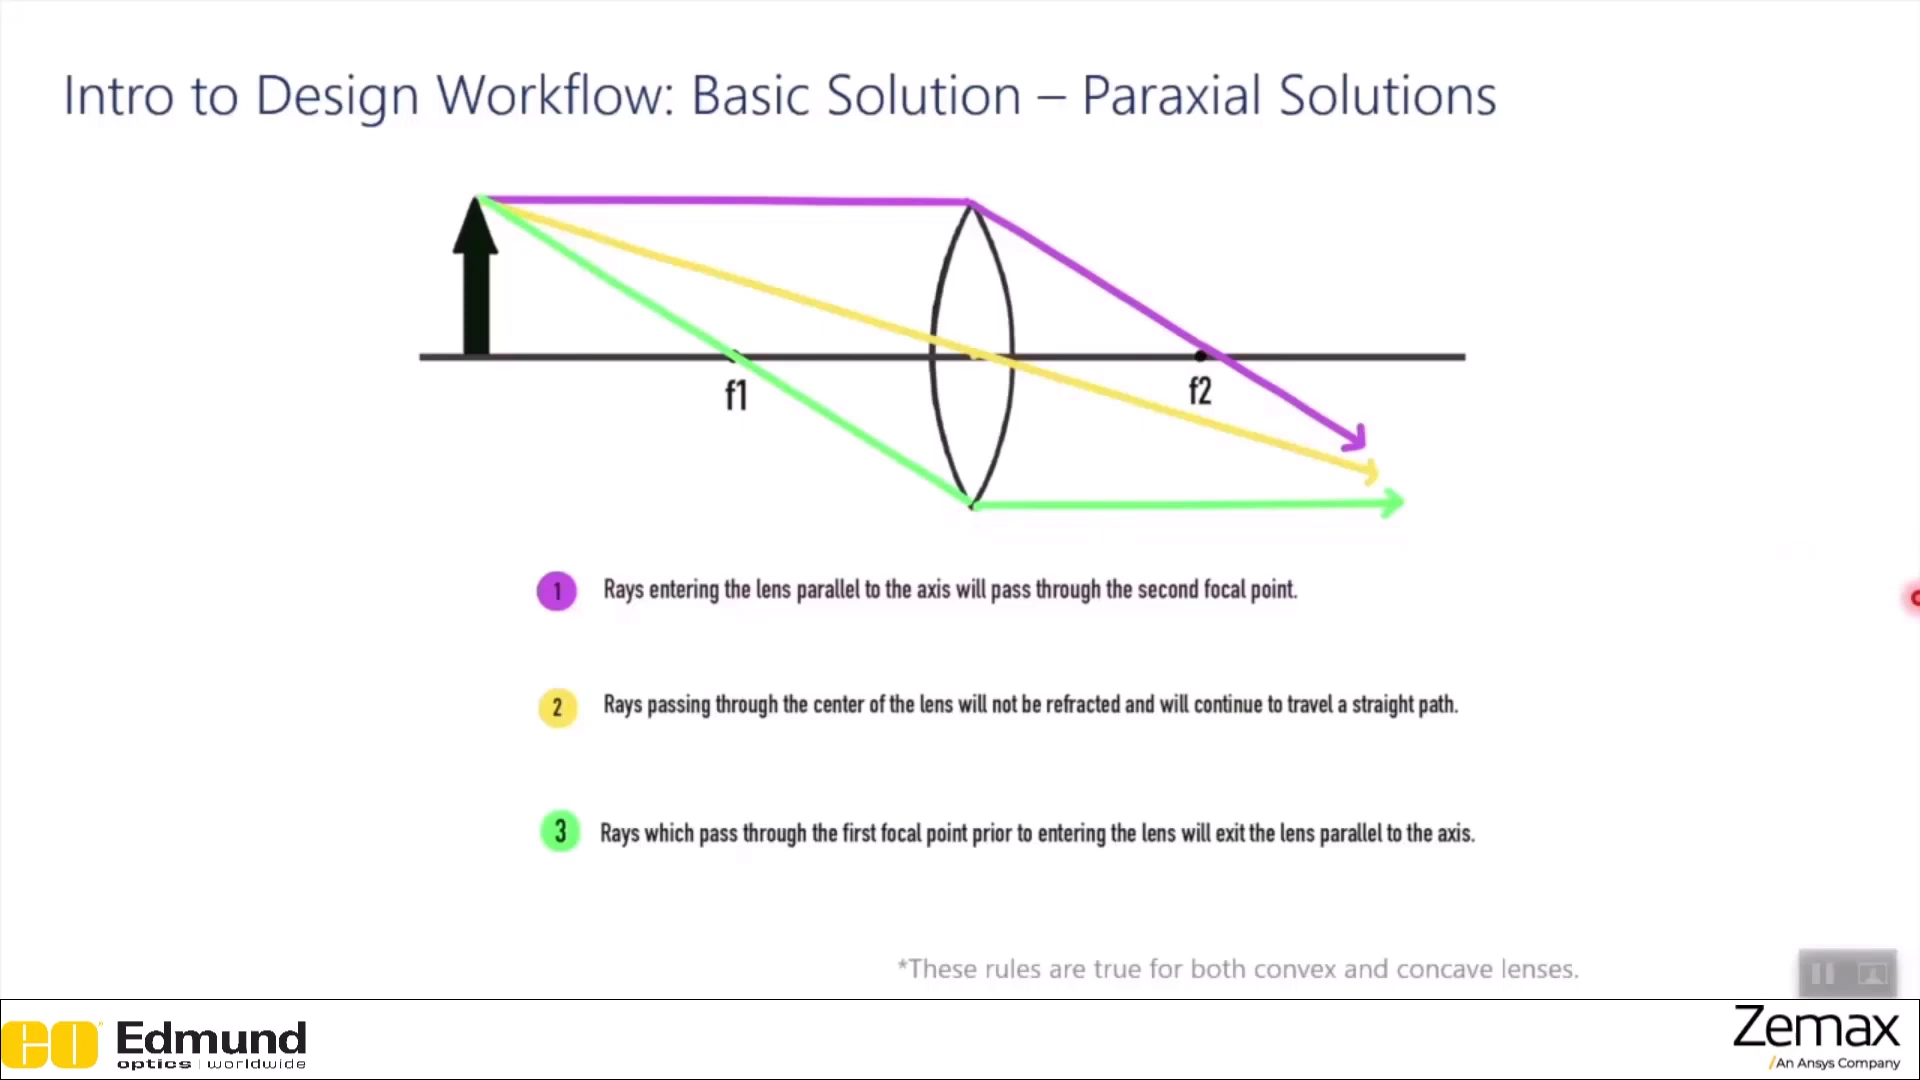 Intro to Design Workflow: Basic Solution – Paraxial Solutions
f1
f2
1 Rays entering the lens parallel to the axis will pass through the second focal point.
2 Rays passing through the center of the lens will not be refracted and will continue to travel a straight path.
3 Rays which pass through the first focal point prior to entering the lens will exit the lens parallel to the axis.
*These rules are true for both convex and concave lenses.
EO Edmund
optics | worldwide
Zemax
/An Ansys Company